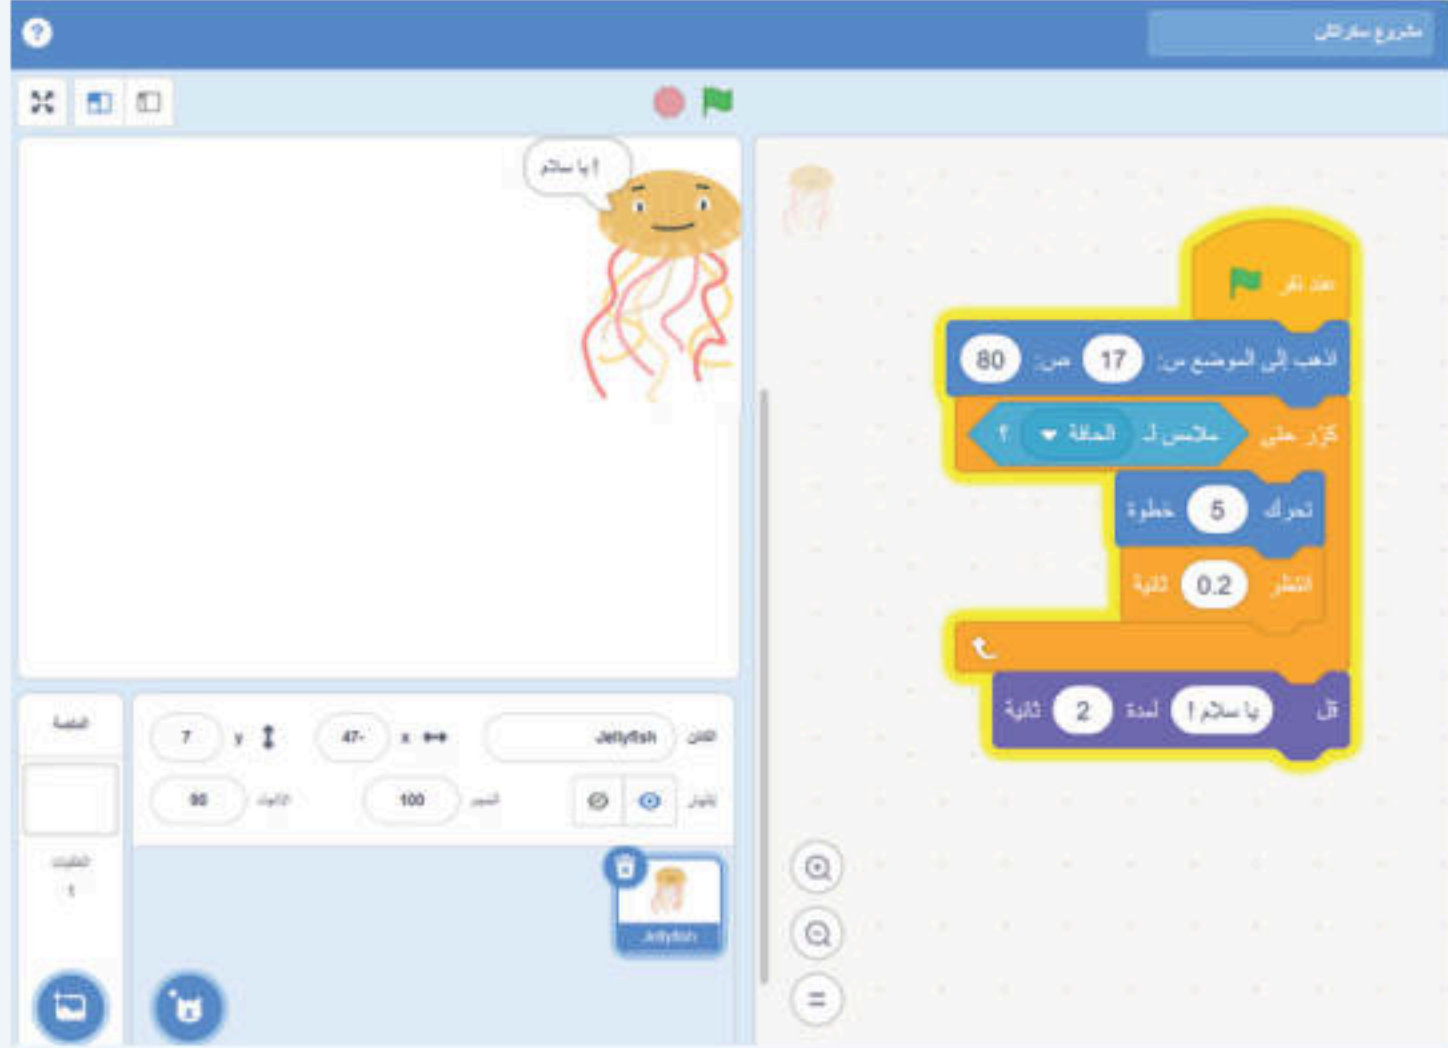 مشروع سكراتش
يا سلام !
عند نقر
اذهب إلى الموضع س: 17 ص: 80
كرّر حتى ملامس لـ الحافة ؟
تحرك 5 خطوة
انتظر 0.2 ثانية
قل يا سلام ! لمدة 2 ثانية
الكائن Jellyfish x -47 y 7
إظهار الحجم 100 الاتجاه 90
Jellyfish
المنصة
الخلفيات
1